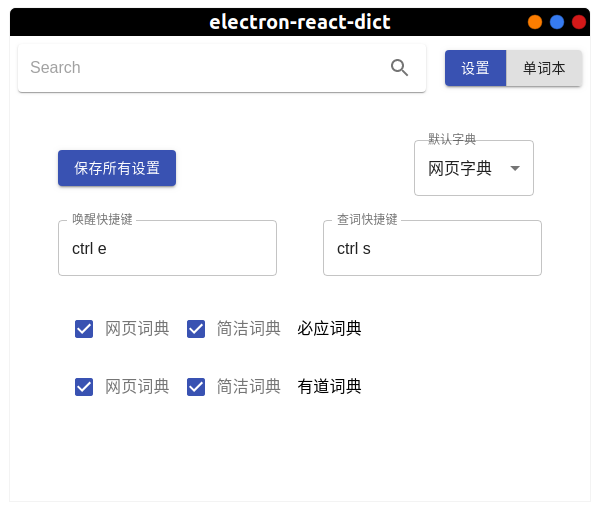 electron-react-dict
Search
设置
单词本
保存所有设置
默认字典
网页字典
唤醒快捷键
ctrl e
查词快捷键
ctrl s
网页词典 简洁词典 必应词典
网页词典 简洁词典 有道词典